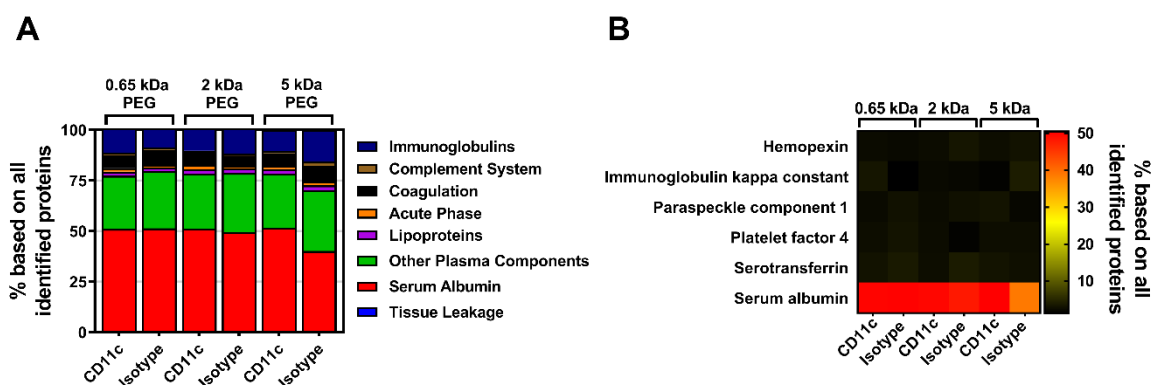 A
B
0.65 kDa PEG
2 kDa PEG
5 kDa PEG
% based on all identified proteins
100
75
50
25
0
CD11c
Isotype
CD11c
Isotype
CD11c
Isotype
Immunoglobulins
Complement System
Coagulation
Acute Phase
Lipoproteins
Other Plasma Components
Serum Albumin
Tissue Leakage
0.65 kDa
2 kDa
5 kDa
Hemopexin
Immunoglobulin kappa constant
Paraspeckle component 1
Platelet factor 4
Serotransferrin
Serum albumin
CD11c
Isotype
CD11c
Isotype
CD11c
Isotype
50
40
30
20
10
% based on all identified proteins